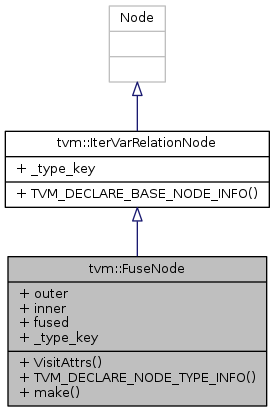 Node
tvm::IterVarRelationNode
+ _type_key
+ TVM_DECLARE_BASE_NODE_INFO()
tvm::FuseNode
+ outer
+ inner
+ fused
+ _type_key
+ VisitAttrs()
+ TVM_DECLARE_NODE_TYPE_INFO()
+ make()